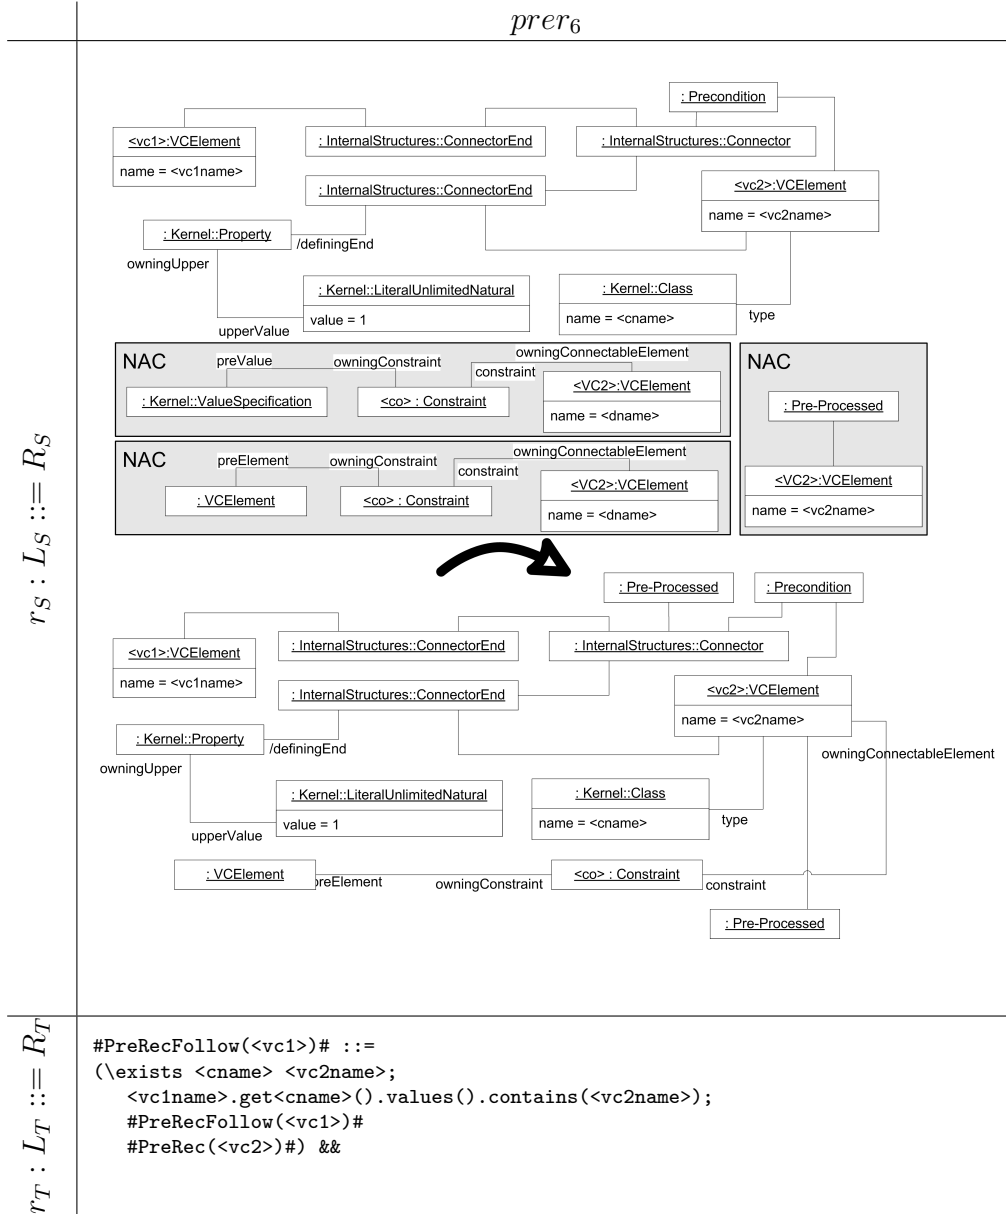 prer6
: Precondition
<vc1>:VCElement
name = <vc1name>
: InternalStructures::ConnectorEnd
: InternalStructures::Connector
: InternalStructures::ConnectorEnd
<vc2>:VCElement
name = <vc2name>
: Kernel::Property
/definingEnd
owningUpper
: Kernel::LiteralUnlimitedNatural
value = 1
upperValue
: Kernel::Class
name = <cname>
type
NAC
preValue
owningConstraint
owningConnectableElement
constraint
: Kernel::ValueSpecification
<co> : Constraint
<VC2>:VCElement
name = <dname>
NAC
preElement
owningConstraint
owningConnectableElement
constraint
: VCElement
<co> : Constraint
<VC2>:VCElement
name = <dname>
NAC
: Pre-Processed
<VC2>:VCElement
name = <vc2name>
rS : LS ::= RS
: Pre-Processed
: Precondition
<vc1>:VCElement
name = <vc1name>
: InternalStructures::ConnectorEnd
: InternalStructures::Connector
: InternalStructures::ConnectorEnd
<vc2>:VCElement
name = <vc2name>
: Kernel::Property
/definingEnd
owningUpper
owningConnectableElement
: Kernel::LiteralUnlimitedNatural
value = 1
upperValue
: Kernel::Class
name = <cname>
type
: VCElement
preElement
owningConstraint
<co> : Constraint
constraint
: Pre-Processed
rT : LT ::= RT
#PreRecFollow(<vc1>)# ::=
(\exists <cname> <vc2name>;
<vc1name>.get<cname>().values().contains(<vc2name>);
#PreRecFollow(<vc1>)#
#PreRec(<vc2>)#) &&